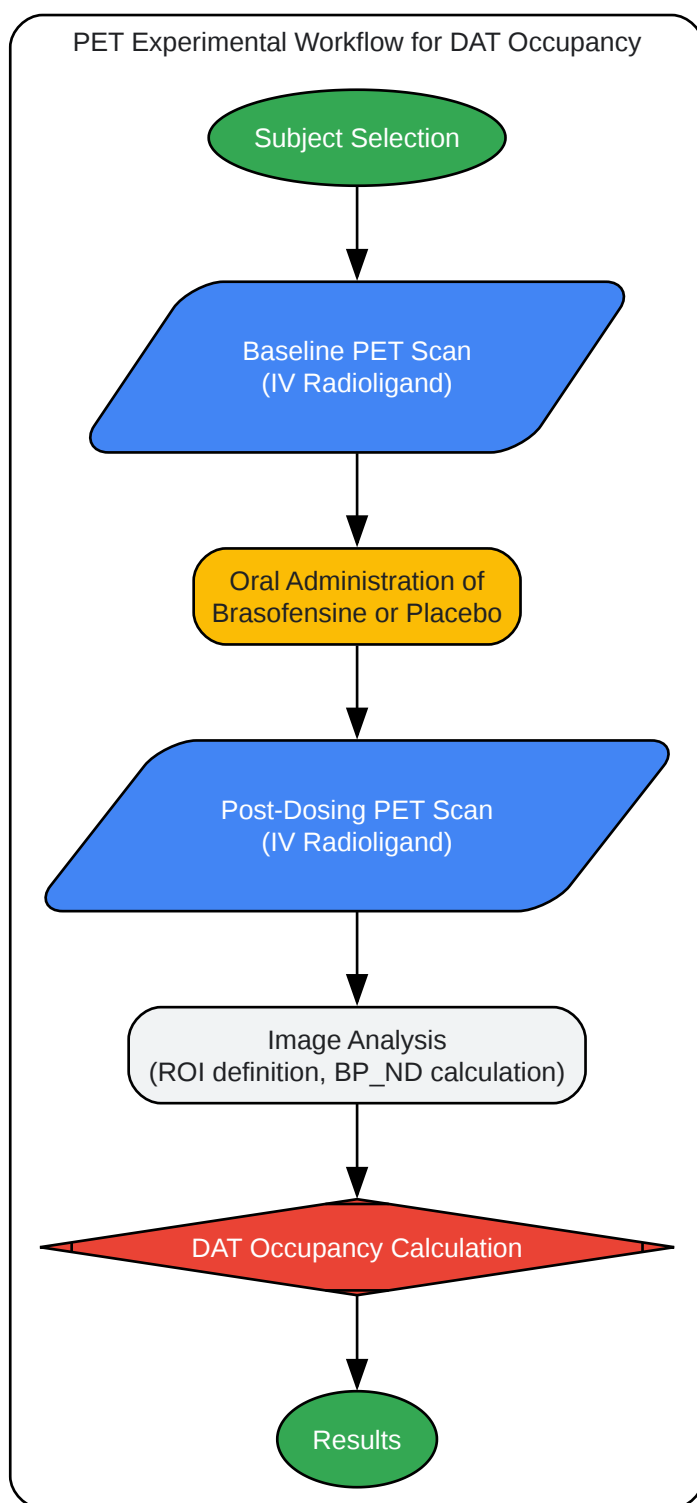 PET Experimental Workflow for DAT Occupancy
Subject Selection
Baseline PET Scan
(IV Radioligand)
Oral Administration of
Brasofensine or Placebo
Post-Dosing PET Scan
(IV Radioligand)
Image Analysis
(ROI definition, BP_ND calculation)
DAT Occupancy Calculation
Results